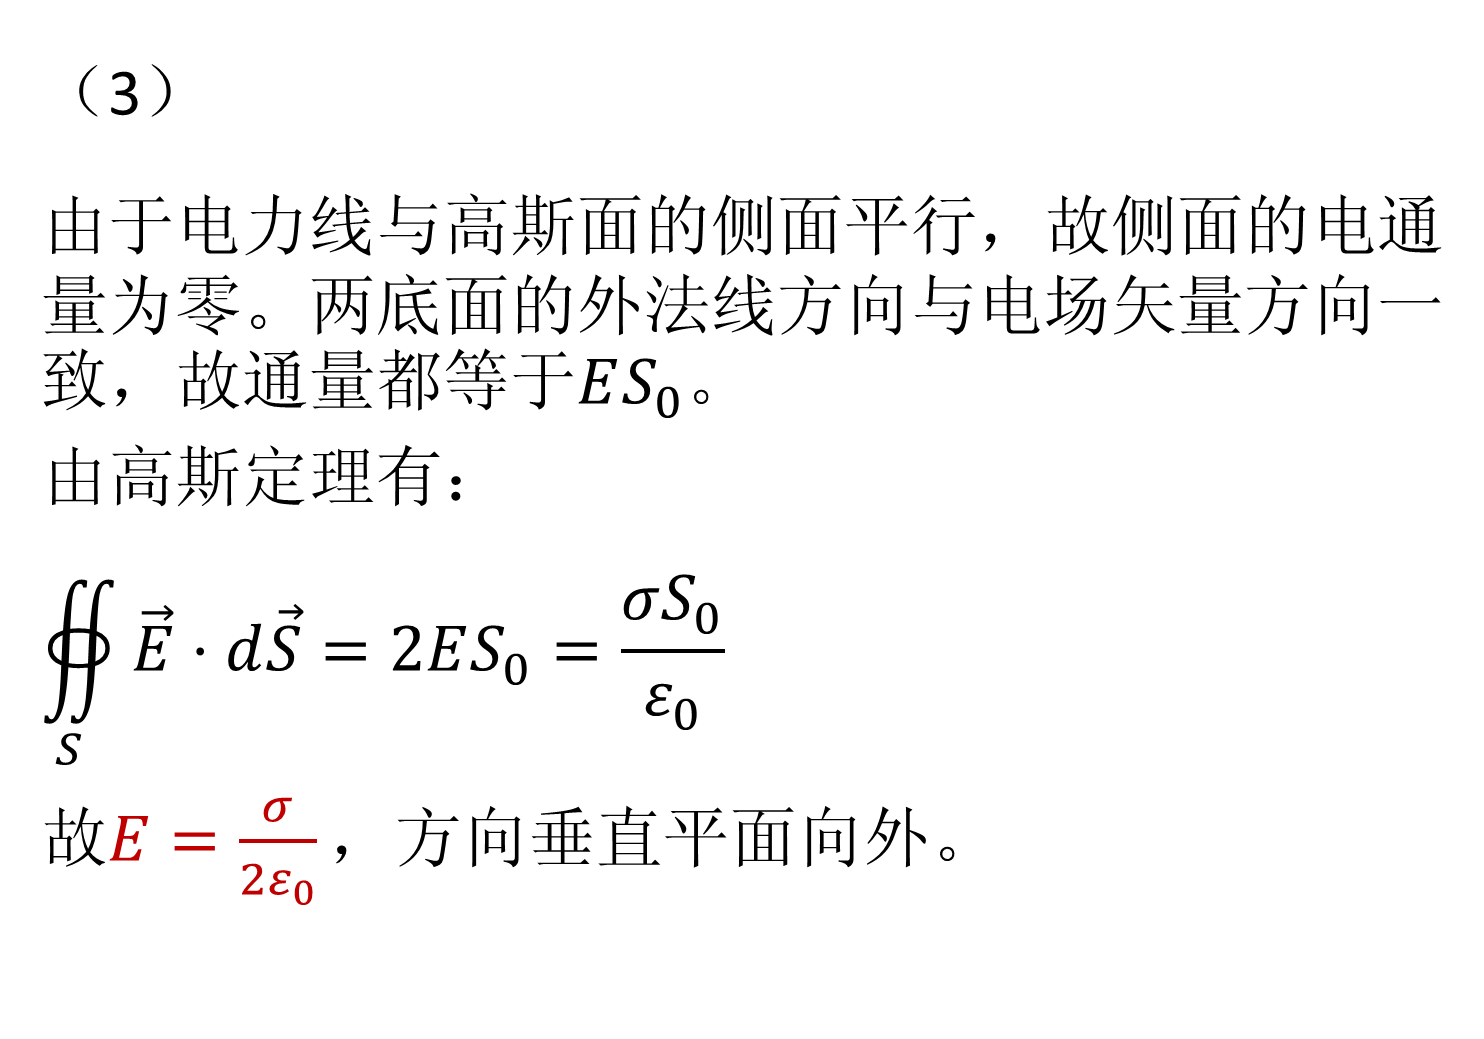 （3）
由于电力线与高斯面的侧面平行，故侧面的电通
量为零。两底面的外法线方向与电场矢量方向一
致，故通量都等于𝐸𝑆₀。
由高斯定理有：
∯_S E⃗ · dS⃗ = 2ES₀ = σS₀/ε₀
故E = σ/2ε₀，方向垂直平面向外。